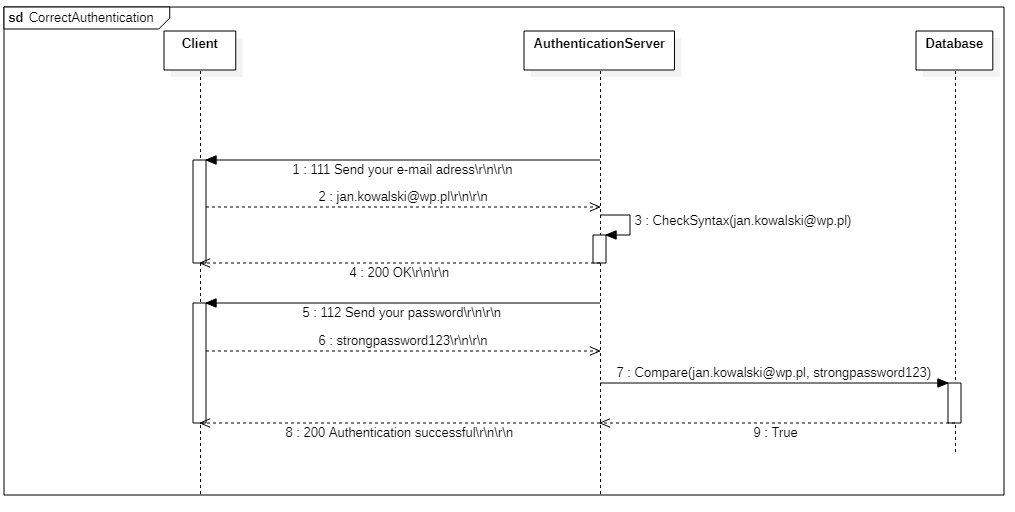 sd CorrectAuthentication
Client
AuthenticationServer
Database
1 : 111 Send your e-mail adress\r\n\r\n
2 : jan.kowalski@wp.pl\r\n\r\n
3 : CheckSyntax(jan.kowalski@wp.pl)
4 : 200 OK\r\n\r\n
5 : 112 Send your password\r\n\r\n
6 : strongpassword123\r\n\r\n
7 : Compare(jan.kowalski@wp.pl, strongpassword123)
8 : 200 Authentication successful\r\n\r\n
9 : True